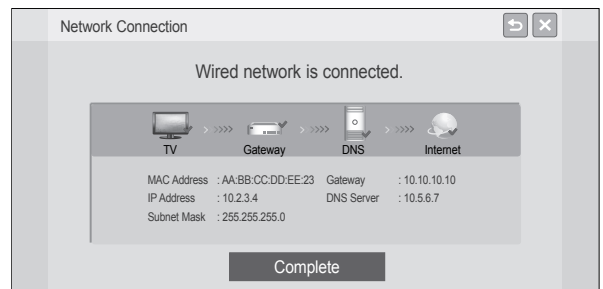 Network Connection
Wired network is connected.
TV Gateway DNS Internet
MAC Address : AA:BB:CC:DD:EE:23 Gateway : 10.10.10.10
IP Address : 10.2.3.4 DNS Server : 10.5.6.7
Subnet Mask : 255.255.255.0
Complete